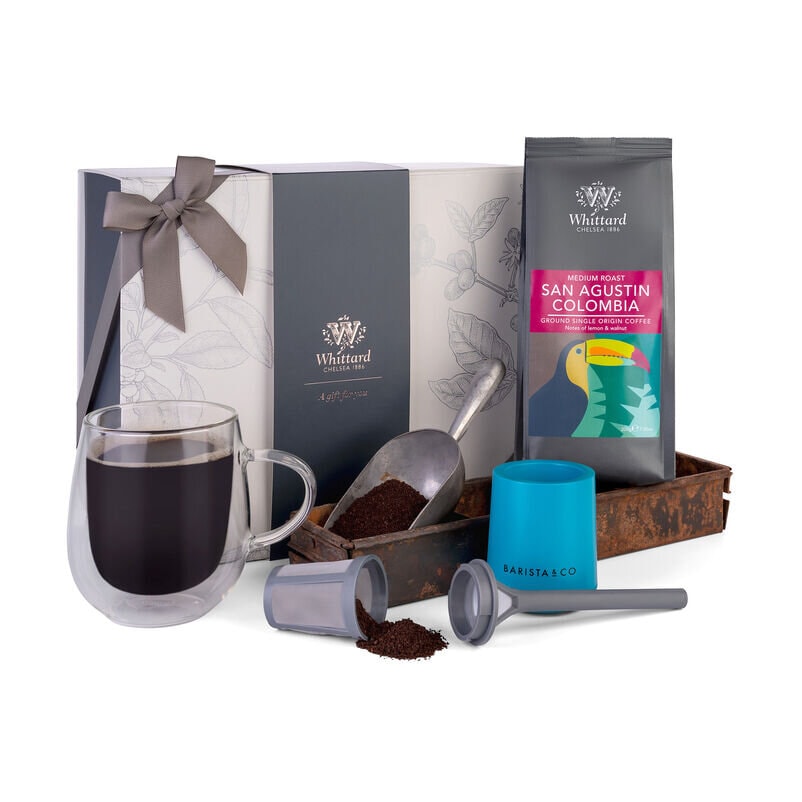 Whittard
CHELSEA 1886
A gift for you
Whittard
CHELSEA 1886
MEDIUM ROAST
SAN AGUSTIN
COLOMBIA
GROUND SINGLE ORIGIN COFFEE
Notes of lemon & walnut
BARISTA & CO